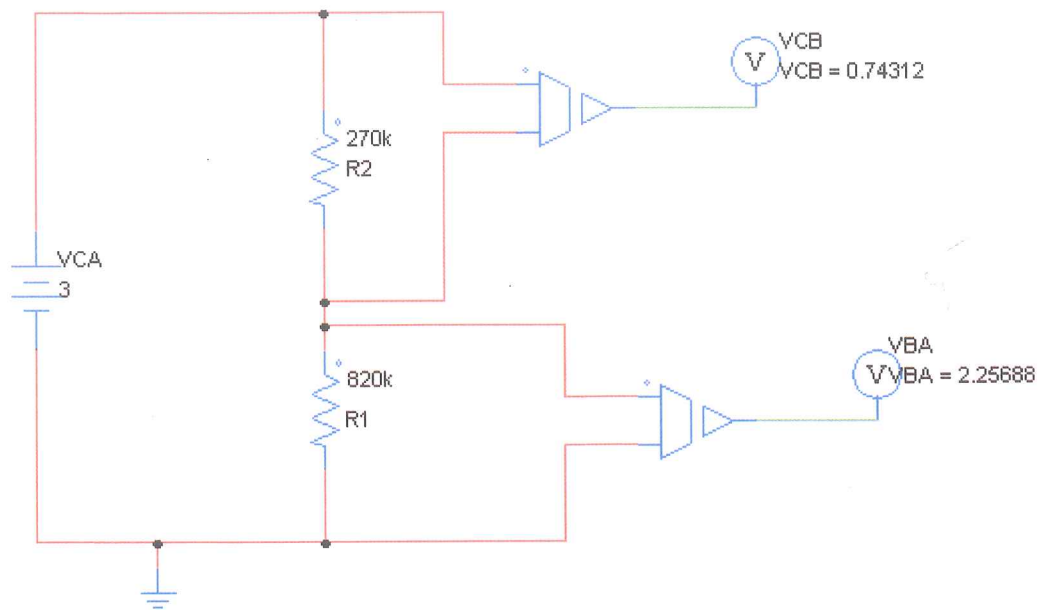 VCB
V
VCB = 0.74312
270k
R2
VCA
3
VBA
V
VBA = 2.25688
820k
R1